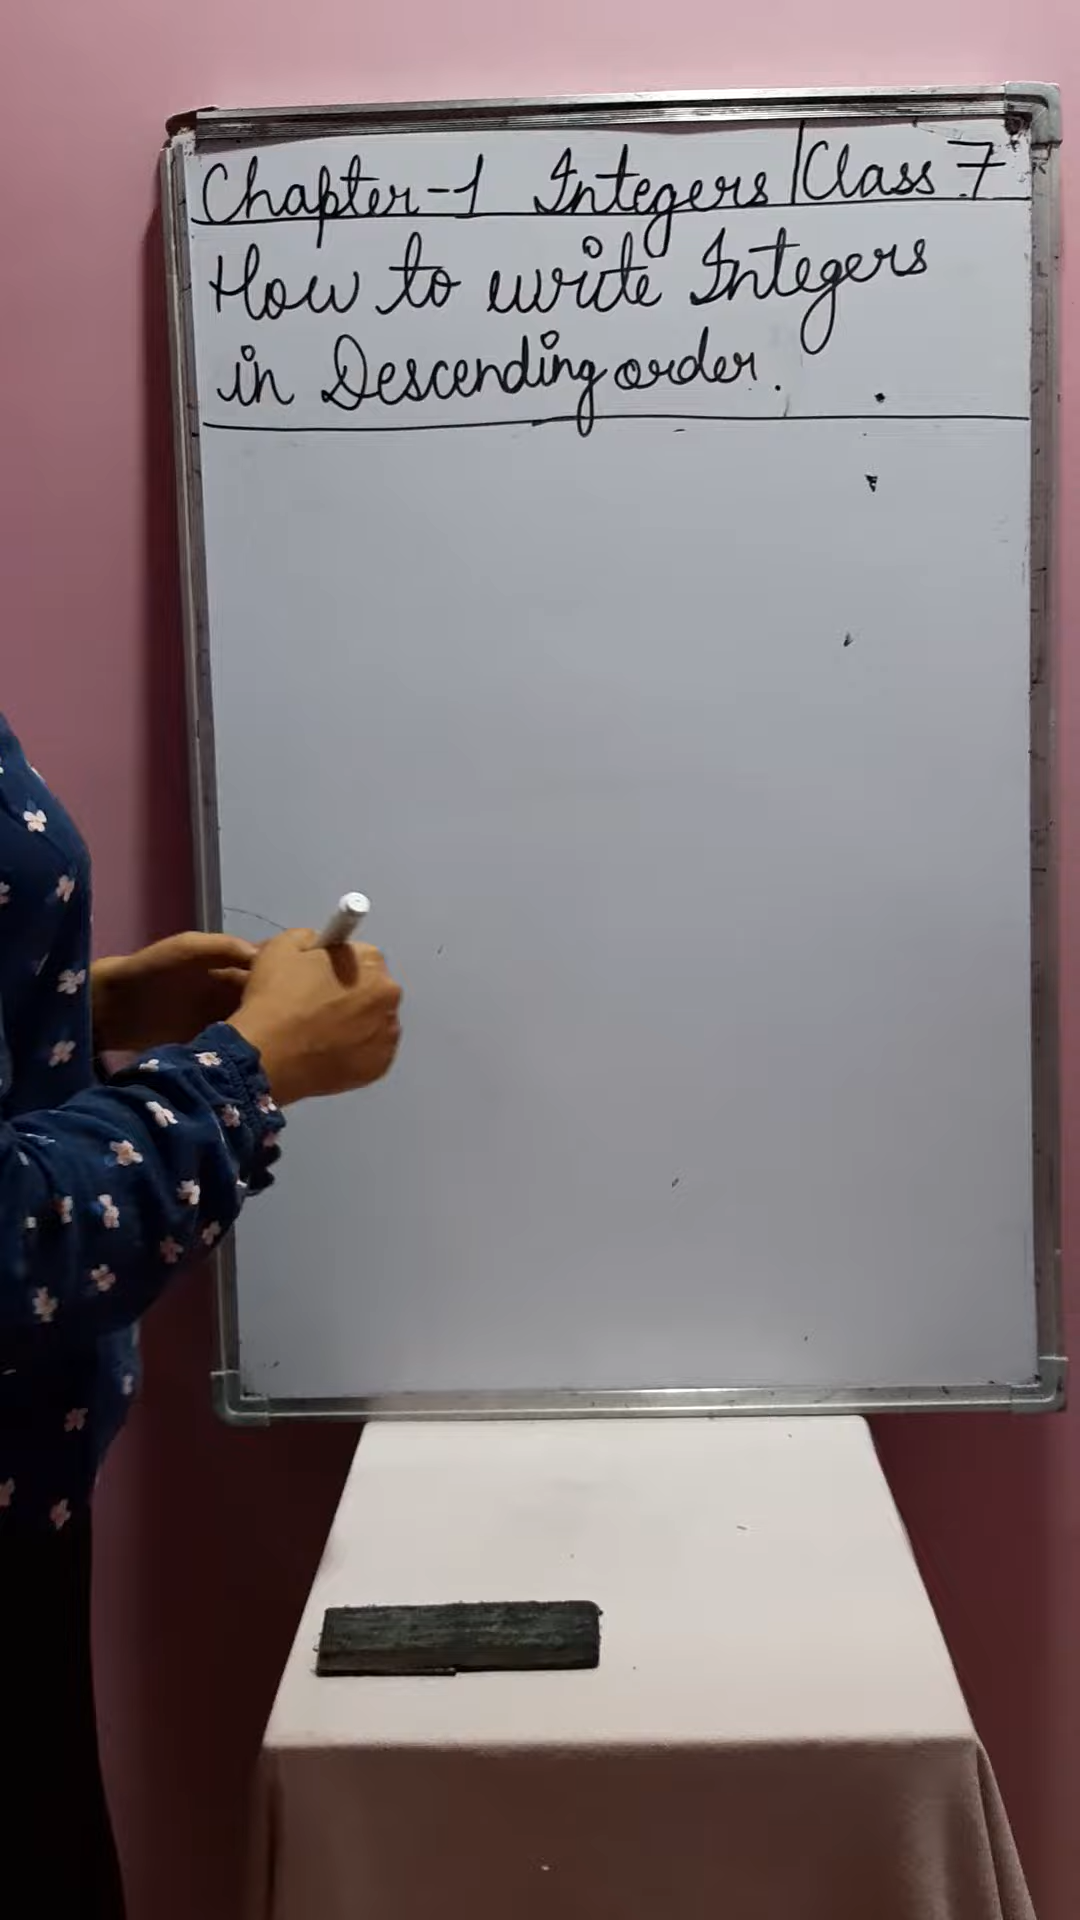 Chapter-1 Integers | Class 7
How to write Integers
in Descending order.